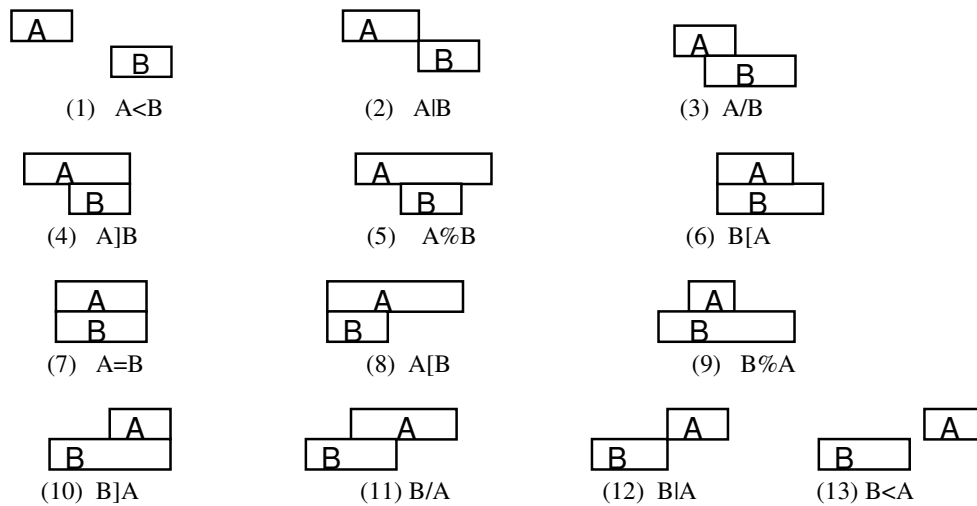 A
B
(1) A<B
A
B
(2) A|B
A
B
(3) A/B
A
B
(4) A]B
A
B
(5) A%B
A
B
(6) B[A
A
B
(7) A=B
A
B
(8) A[B
A
B
(9) B%A
A
B
(10) B]A
A
B
(11) B/A
A
B
(12) B|A
A
B
(13) B<A